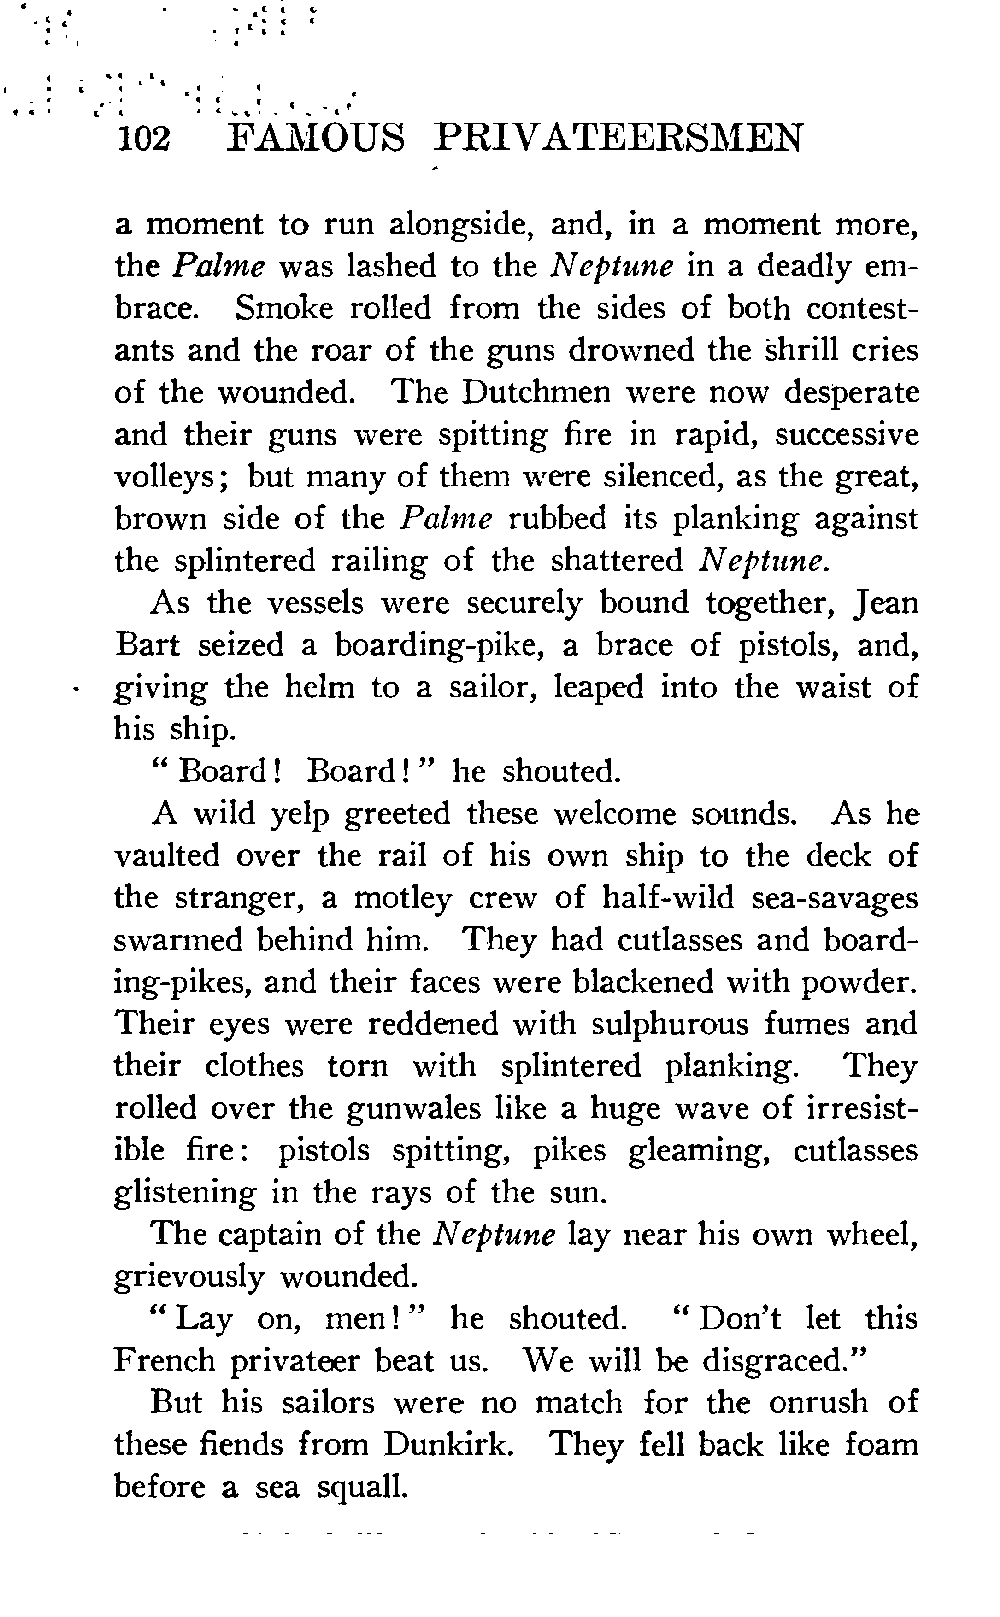 102 FAMOUS PRIVATEERSMEN
a moment to run alongside, and, in a moment more,
the Palme was lashed to the Neptune in a deadly em-
brace. Smoke rolled from the sides of both contest-
ants and the roar of the guns drowned the shrill cries
of the wounded. The Dutchmen were now desperate
and their guns were spitting fire in rapid, successive
volleys; but many of them were silenced, as the great,
brown side of the Palme rubbed its planking against
the splintered railing of the shattered Neptune.
As the vessels were securely bound together, Jean
Bart seized a boarding-pike, a brace of pistols, and,
giving the helm to a sailor, leaped into the waist of
his ship.
"Board! Board!" he shouted.
A wild yelp greeted these welcome sounds. As he
vaulted over the rail of his own ship to the deck of
the stranger, a motley crew of half-wild sea-savages
swarmed behind him. They had cutlasses and board-
ing-pikes, and their faces were blackened with powder.
Their eyes were reddened with sulphurous fumes and
their clothes torn with splintered planking. They
rolled over the gunwales like a huge wave of irresist-
ible fire: pistols spitting, pikes gleaming, cutlasses
glistening in the rays of the sun.
The captain of the Neptune lay near his own wheel,
grievously wounded.
"Lay on, men!" he shouted. "Don't let this
French privateer beat us. We will be disgraced."
But his sailors were no match for the onrush of
these fiends from Dunkirk. They fell back like foam
before a sea squall.